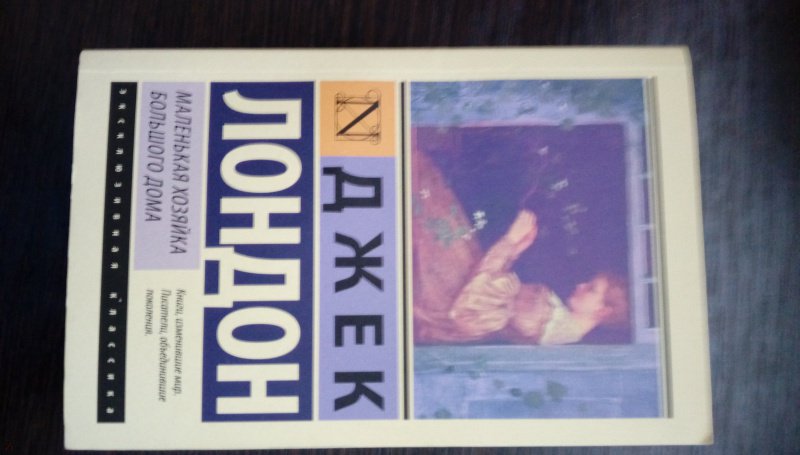 ДЖЕК
ЛОНДОН
МАЛЕНЬКАЯ ХОЗЯЙКА
БОЛЬШОГО ДОМА
Книги, изменившие мир.
Писатели, объединившие
поколения.
эксклюзивная классика